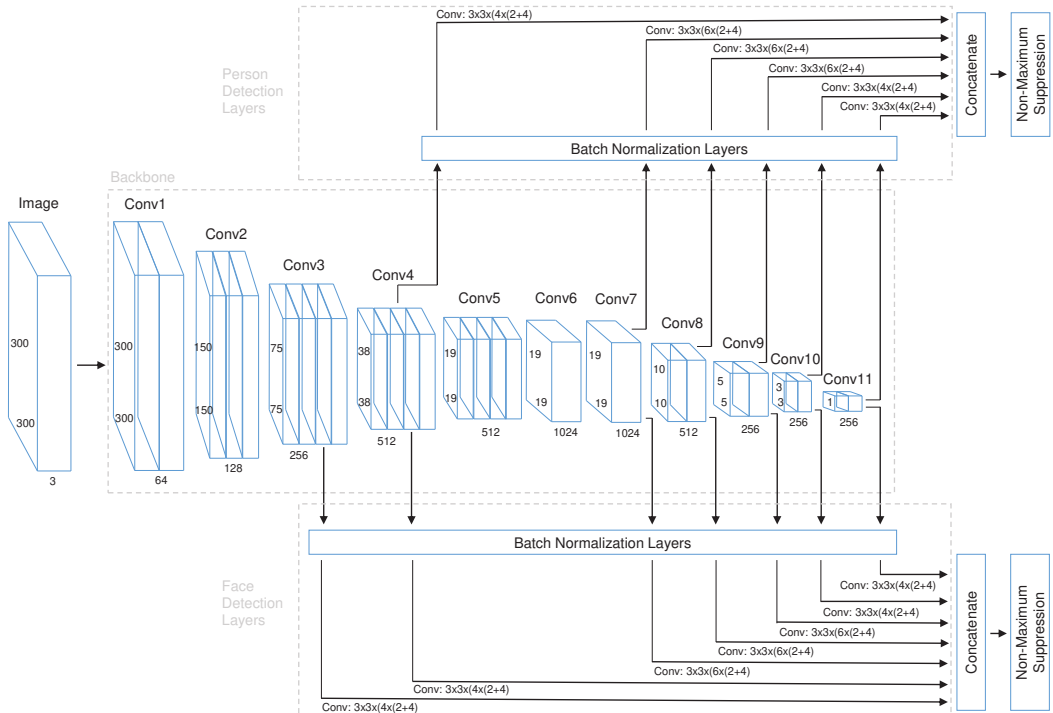 Conv: 3x3x(4x(2+4)
Conv: 3x3x(6x(2+4)
Conv: 3x3x(6x(2+4)
Conv: 3x3x(6x(2+4)
Conv: 3x3x(4x(2+4)
Conv: 3x3x(4x(2+4)
Person
Detection
Layers
Concatenate
Non-Maximum
Suppression
Batch Normalization Layers
Backbone
Image
Conv1
Conv2
Conv3
Conv4
Conv5
Conv6
Conv7
Conv8
Conv9
Conv10
Conv11
300
300
3
300
300
64
150
150
128
75
75
256
38
38
512
19
19
512
19
19
1024
19
19
1024
10
10
512
5
5
256
3
3
256
1
256
Batch Normalization Layers
Face
Detection
Layers
Conv: 3x3x(4x(2+4)
Conv: 3x3x(4x(2+4)
Conv: 3x3x(6x(2+4)
Conv: 3x3x(6x(2+4)
Conv: 3x3x(6x(2+4)
Conv: 3x3x(4x(2+4)
Conv: 3x3x(4x(2+4)
Concatenate
Non-Maximum
Suppression